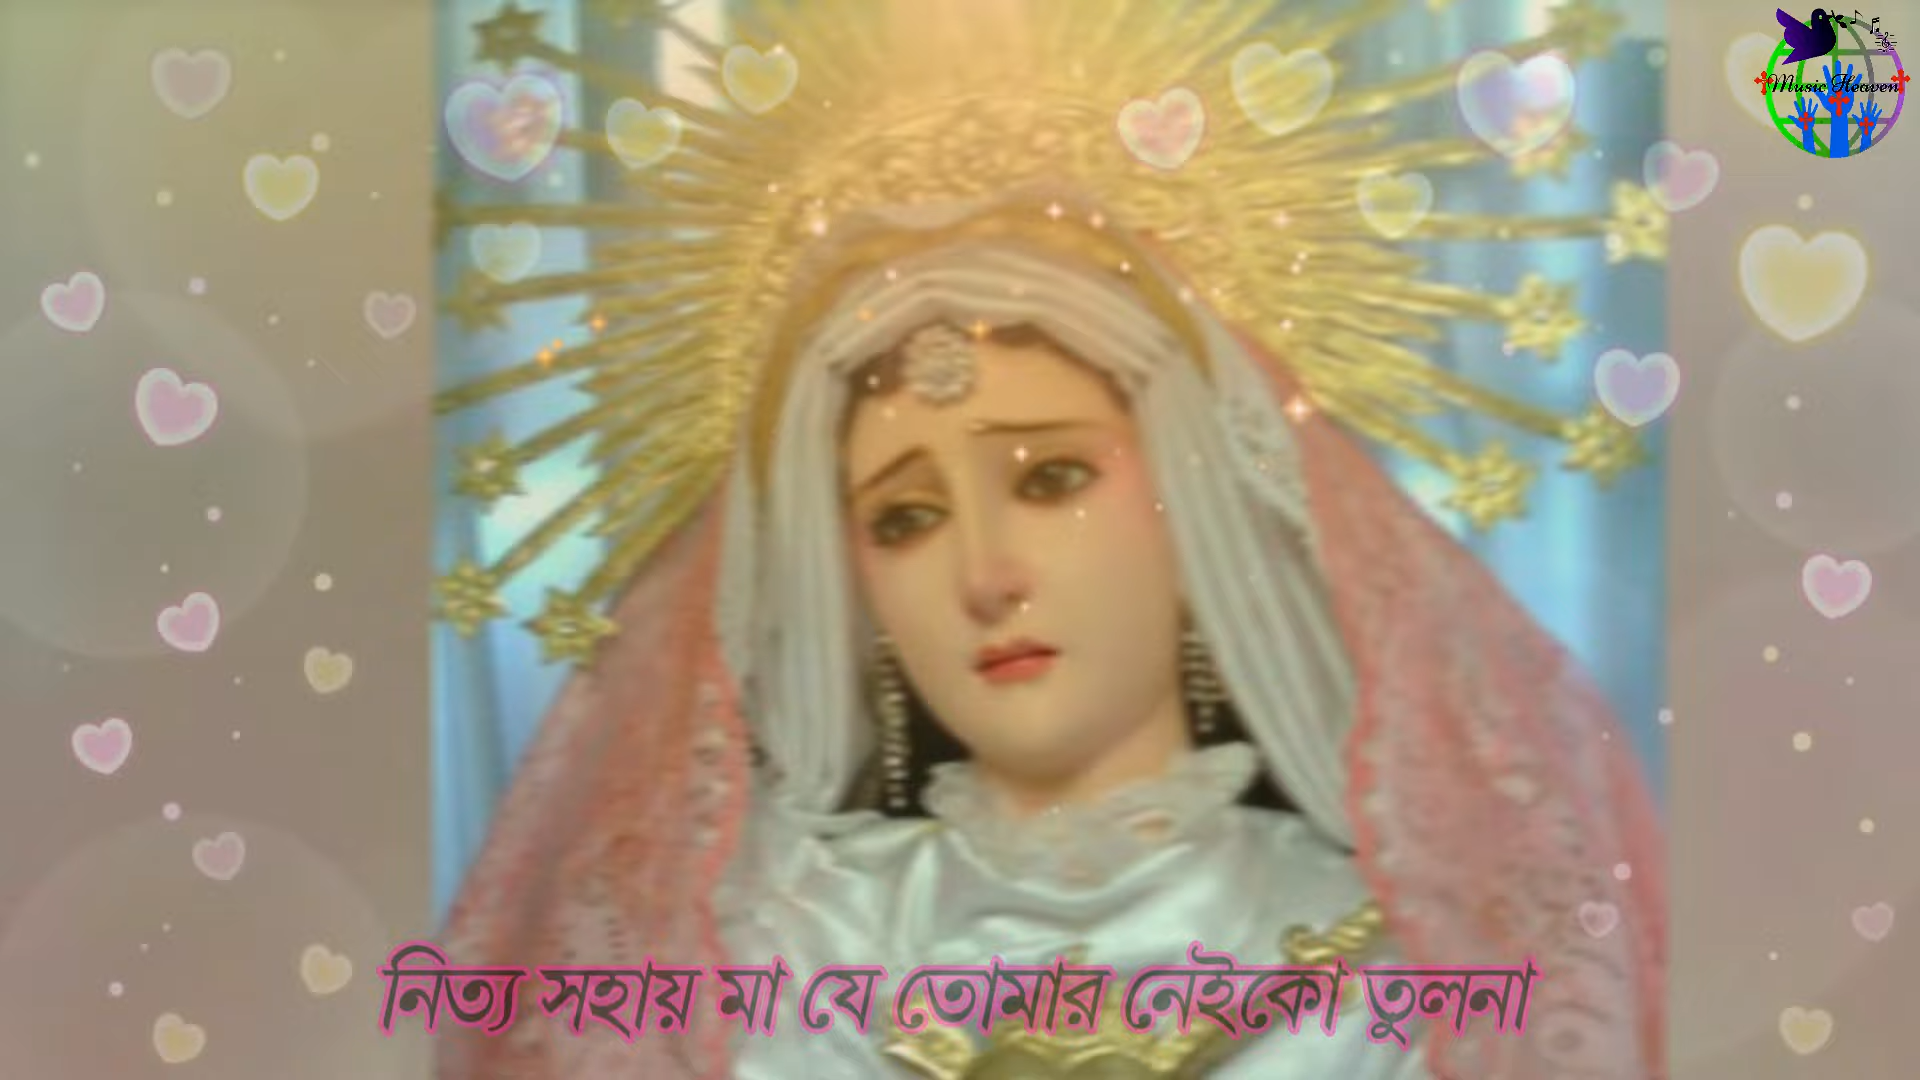 Music Heaven
নিত্য সহায় মা যে তোমার নেইকো তুলনা